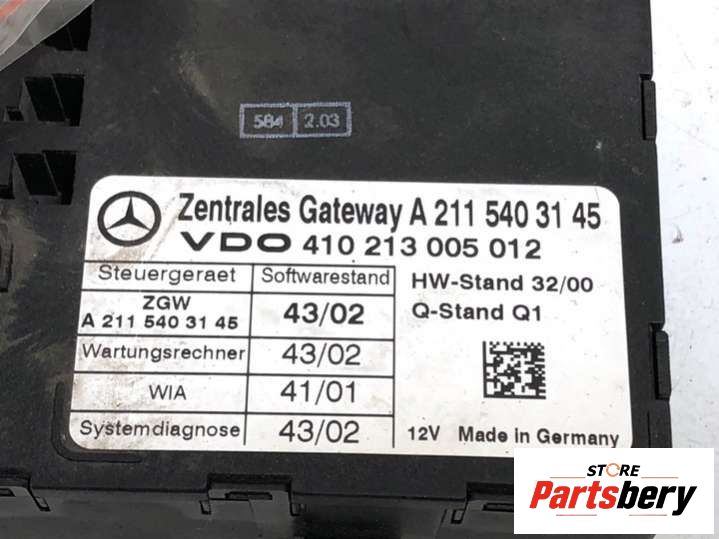 584 2.03
Zentrales Gateway A 211 540 31 45
VDO 410 213 005 012
Steuergeraet Softwarestand
ZGW
A 211 540 31 45 43/02
Wartungsrechner 43/02
WIA 41/01
Systemdiagnose 43/02
HW-Stand 32/00
Q-Stand Q1
12V Made in Germany
STORE
Partsbery